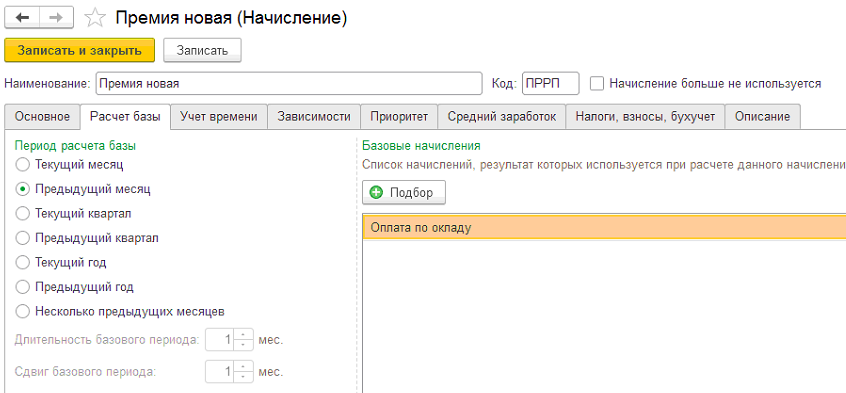 Премия новая (Начисление)
Записать и закрыть
Записать
Наименование: Премия новая Код: ПРРП Начисление больше не используется
Основное Расчет базы Учет времени Зависимости Приоритет Средний заработок Налоги, взносы, бухучет Описание
Период расчета базы
Текущий месяц
Предыдущий месяц
Текущий квартал
Предыдущий квартал
Текущий год
Предыдущий год
Несколько предыдущих месяцев
Длительность базового периода: 1 мес.
Сдвиг базового периода: 1 мес.
Базовые начисления
Список начислений, результат которых используется при расчете данного начислени
Подбор
Оплата по окладу